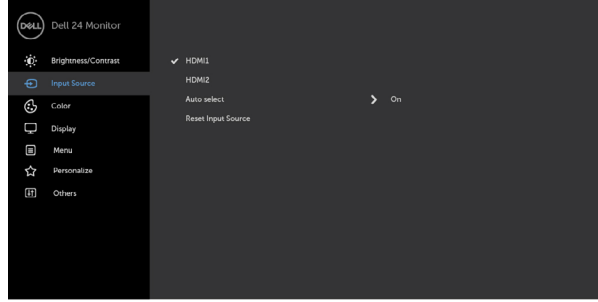 DELL Dell 24 Monitor
Brightness/Contrast
Input Source
Color
Display
Menu
Personalize
Others
HDMI1
HDMI2
Auto select On
Reset Input Source